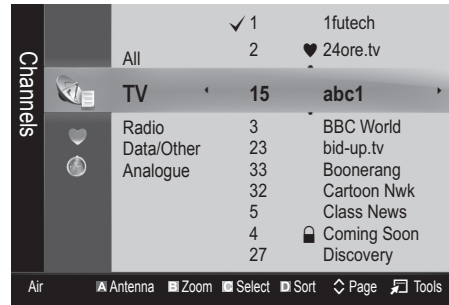 Channels
1 1futech
All 2 24ore.tv
TV 15 abc1
Radio 3 BBC World
Data/Other 23 bid-up.tv
Analogue 33 Boonerang
32 Cartoon Nwk
5 Class News
4 Coming Soon
27 Discovery
Air A Antenna B Zoom C Select D Sort Page Tools